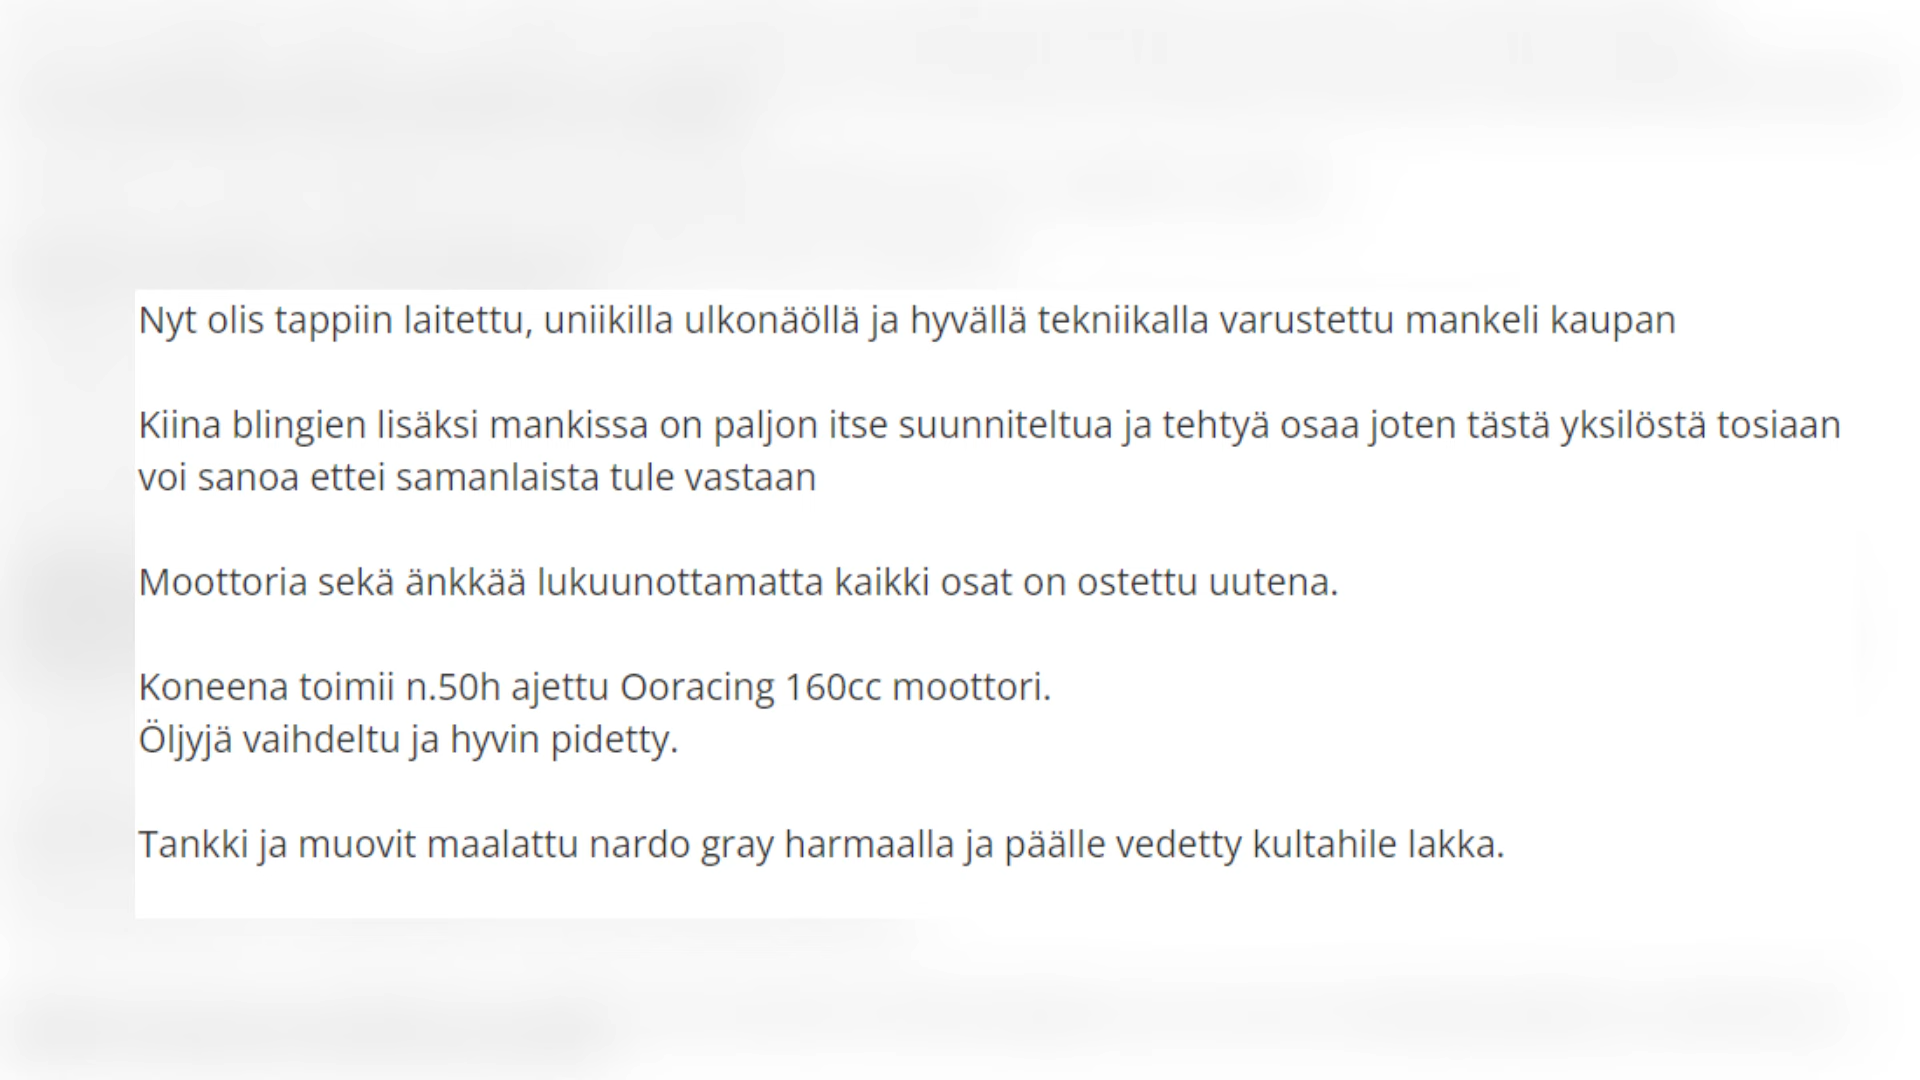 Nyt olis tappiin laitettu, uniikilla ulkonäöllä ja hyvällä tekniikalla varustettu mankeli kaupan
Kiina blingien lisäksi mankissa on paljon itse suunniteltua ja tehtyä osaa joten tästä yksilöstä tosiaan
voi sanoa ettei samanlaista tule vastaan
Moottoria sekä änkkää lukuunottamatta kaikki osat on ostettu uutena.
Koneena toimii n.50h ajettu Ooracing 160cc moottori.
Öljyjä vaihdeltu ja hyvin pidetty.
Tankki ja muovit maalattu nardo gray harmaalla ja päälle vedetty kultahile lakka.